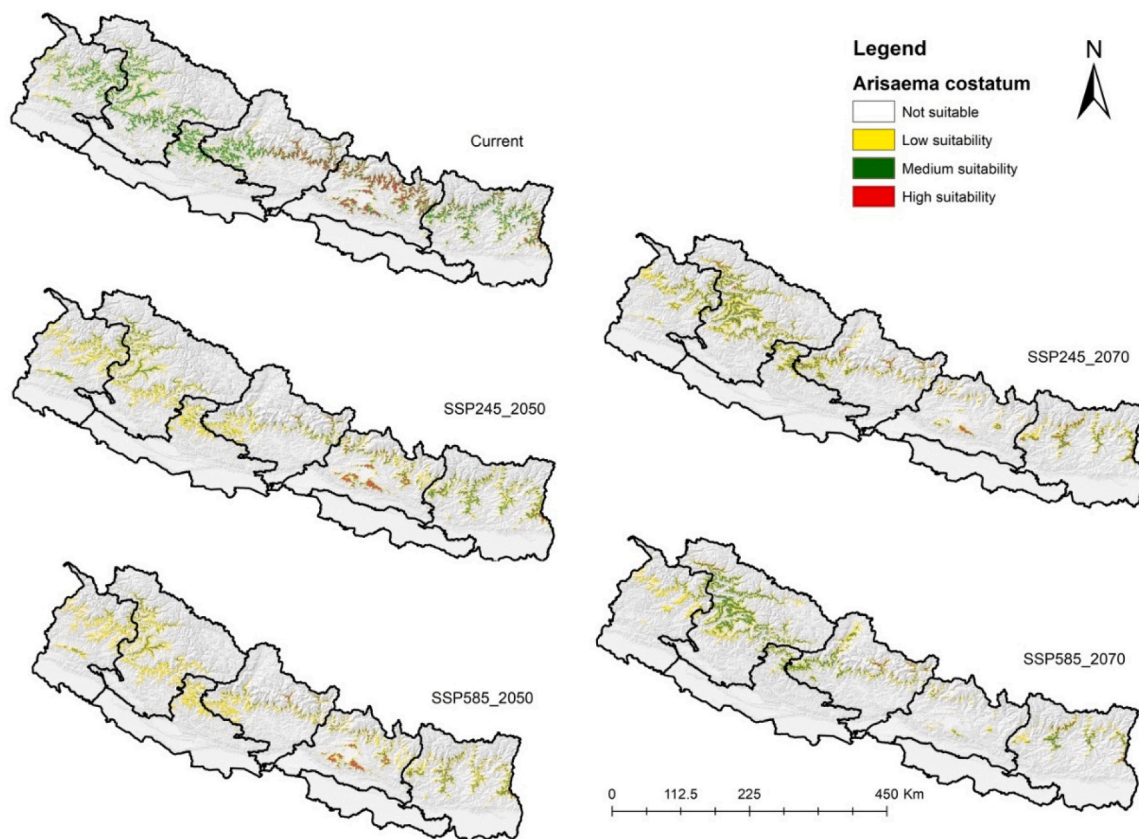 Legend
N
Arisaema costatum
Not suitable
Low suitability
Medium suitability
High suitability
Current
SSP245_2050
SSP245_2070
SSP585_2050
SSP585_2070
0 112.5 225 450 Km